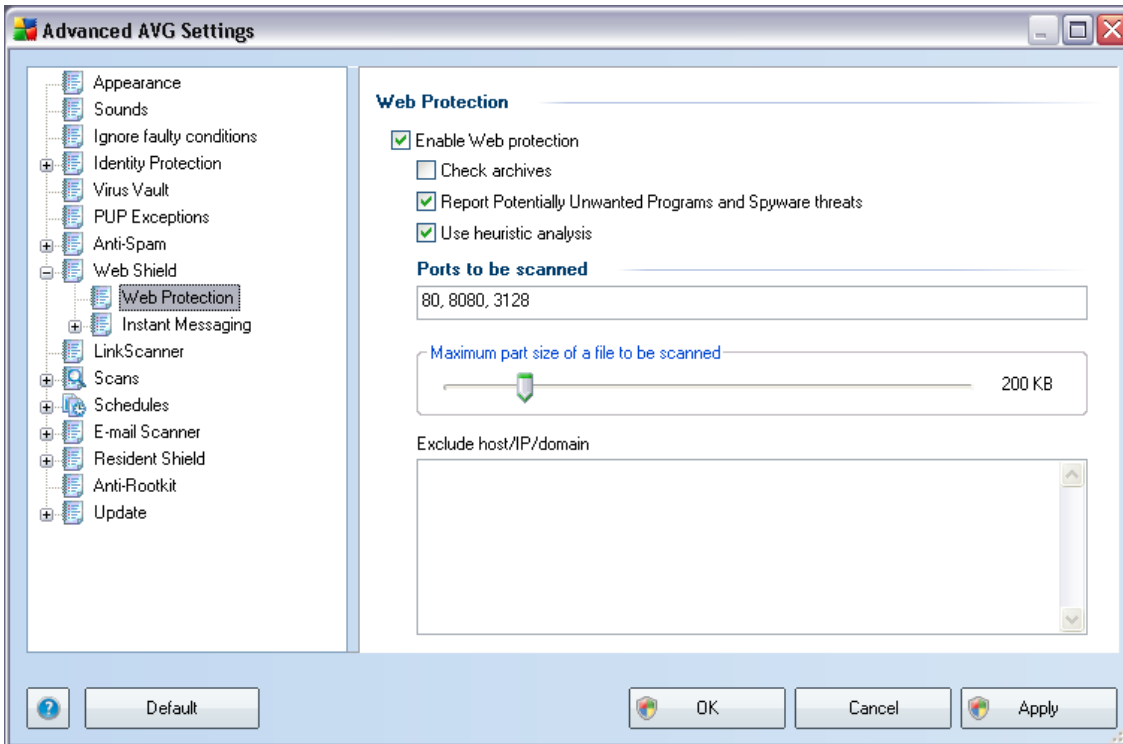 Advanced AVG Settings
Appearance
Sounds
Ignore faulty conditions
Identity Protection
Virus Vault
PUP Exceptions
Anti-Spam
Web Shield
Web Protection
Instant Messaging
LinkScanner
Scans
Schedules
E-mail Scanner
Resident Shield
Anti-Rootkit
Update
Web Protection
Enable Web protection
Check archives
Report Potentially Unwanted Programs and Spyware threats
Use heuristic analysis
Ports to be scanned
80, 8080, 3128
Maximum part size of a file to be scanned
200 KB
Exclude host/IP/domain
? Default OK Cancel Apply